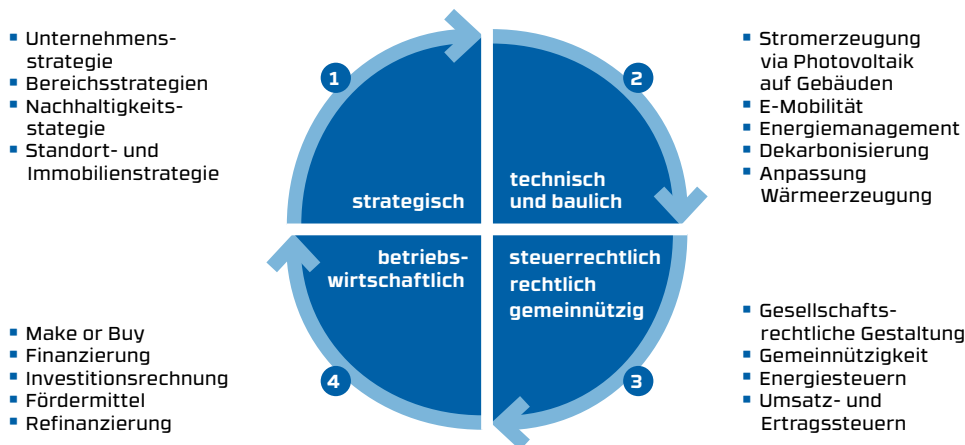 ▪ Unternehmens-
strategie
▪ Bereichsstrategien
▪ Nachhaltigkeits-
stategie
▪ Standort- und
Immobilienstrategie
1
strategisch
2
technisch
und baulich
▪ Stromerzeugung
via Photovoltaik
auf Gebäuden
▪ E-Mobilität
▪ Energiemanagement
▪ Dekarbonisierung
▪ Anpassung
Wärmeerzeugung
betriebs-
wirtschaftlich
4
▪ Make or Buy
▪ Finanzierung
▪ Investitionsrechnung
▪ Fördermittel
▪ Refinanzierung
steuerrechtlich
rechtlich
gemeinnützig
3
▪ Gesellschafts-
rechtliche Gestaltung
▪ Gemeinnützigkeit
▪ Energiesteuern
▪ Umsatz- und
Ertragssteuern